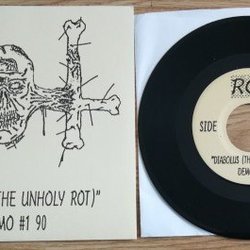 (THE UNHOLY ROT)"
MO #1 90
RO
SIDE
"DIABOLUS (TH
DEM